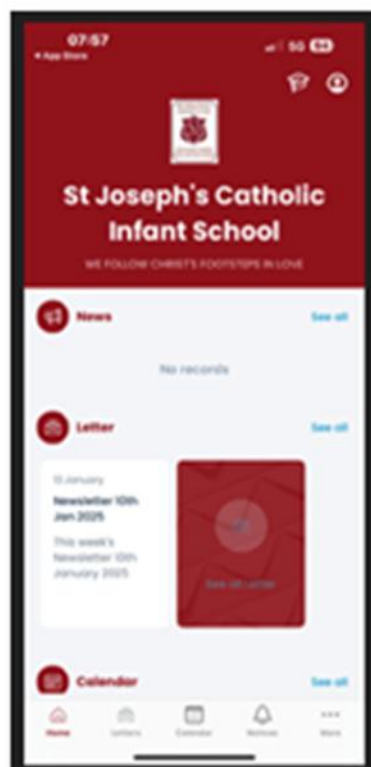 07:57
5G 64
App Store
St Joseph's Catholic
Infant School
WE FOLLOW CHRIST'S FOOTSTEPS IN LOVE
News
See all
No records
Letter
See all
13 January
Newsletter 10th
Jan 2025
This week's
Newsletter 10th
January 2025
See all Letter
Calendar
See all
Home
Letters
Calendar
Notices
More